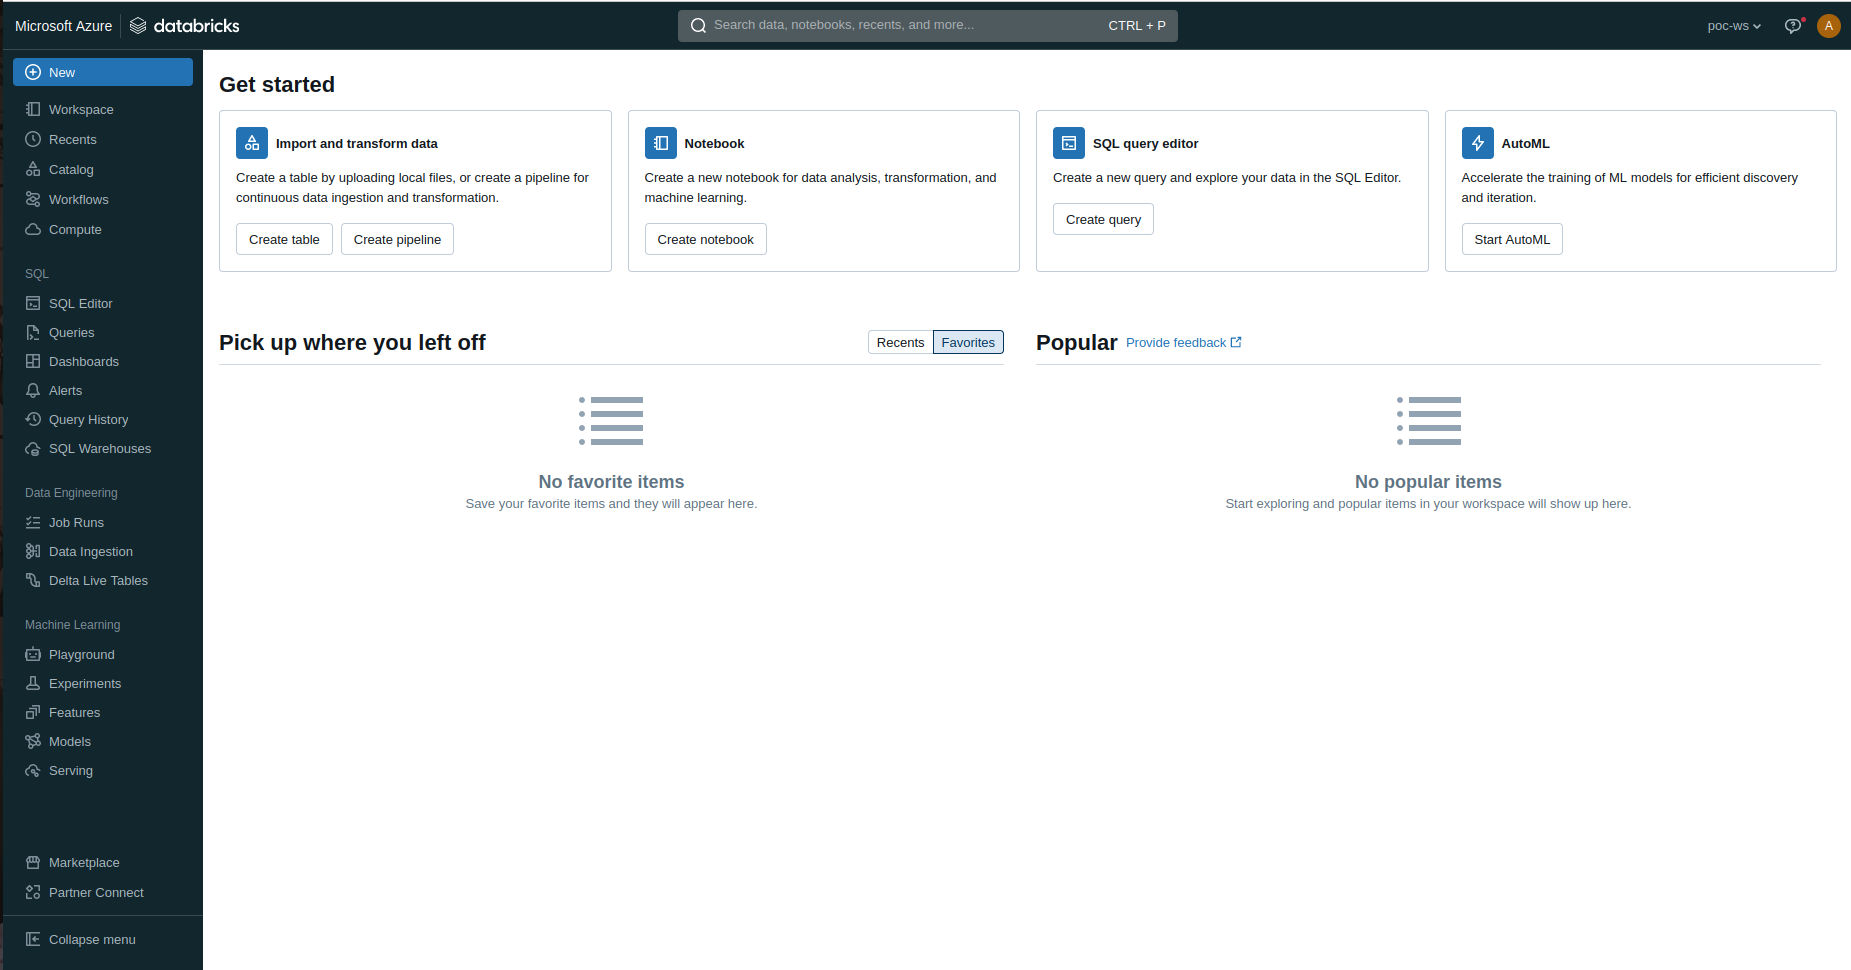 Microsoft Azure databricks
Search data, notebooks, recents, and more... CTRL + P
poc-ws
A
New
Workspace
Recents
Catalog
Workflows
Compute
SQL
SQL Editor
Queries
Dashboards
Alerts
Query History
SQL Warehouses
Data Engineering
Job Runs
Data Ingestion
Delta Live Tables
Machine Learning
Playground
Experiments
Features
Models
Serving
Marketplace
Partner Connect
Collapse menu
Get started
Import and transform data
Create a table by uploading local files, or create a pipeline for
continuous data ingestion and transformation.
Create table Create pipeline
Notebook
Create a new notebook for data analysis, transformation, and
machine learning.
Create notebook
SQL query editor
Create a new query and explore your data in the SQL Editor.
Create query
AutoML
Accelerate the training of ML models for efficient discovery
and iteration.
Start AutoML
Pick up where you left off
Recents Favorites
No favorite items
Save your favorite items and they will appear here.
Popular Provide feedback
No popular items
Start exploring and popular items in your workspace will show up here.